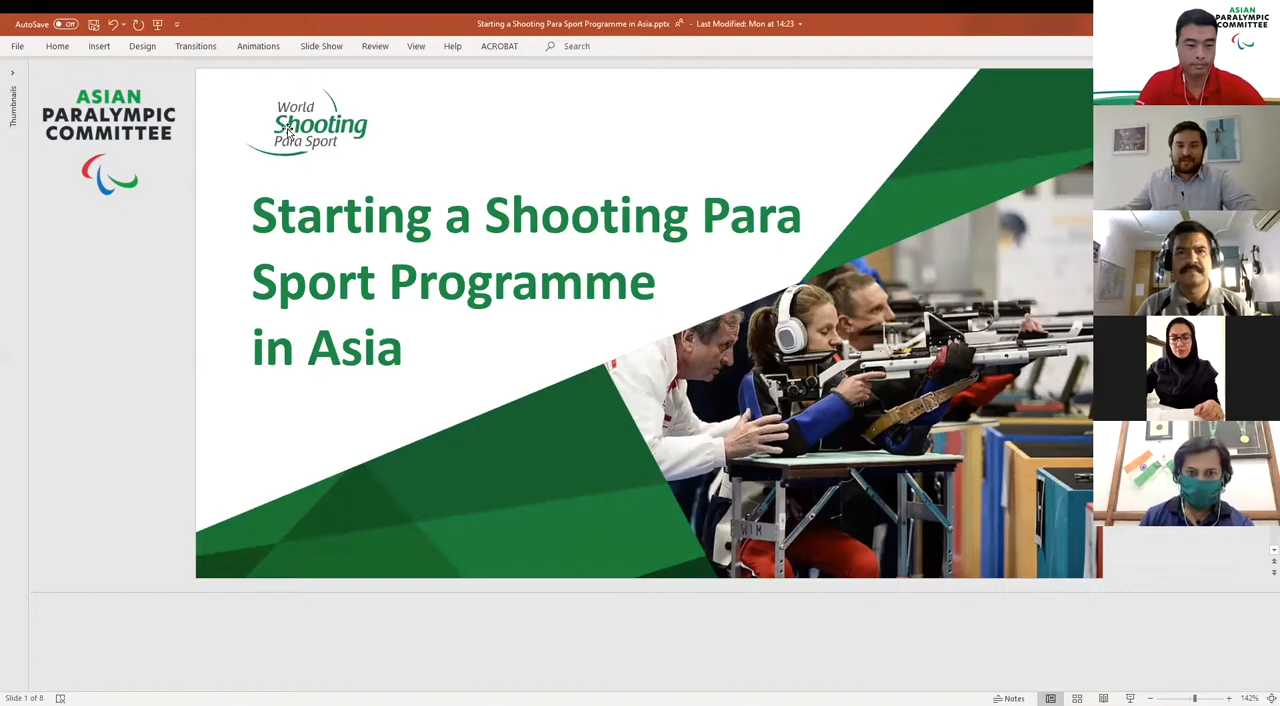 AutoSave Off
Starting a Shooting Para Sport Programme in Asia.pptx - Last Modified: Mon at 14:23
File Home Insert Design Transitions Animations Slide Show Review View Help ACROBAT Search
Thumbnails
ASIAN
PARALYMPIC
COMMITTEE
World
Shooting
Para Sport
Starting a Shooting Para
Sport Programme
in Asia
ASIAN
PARALYMPIC
COMMITTEE
Slide 1 of 8
Notes
142%